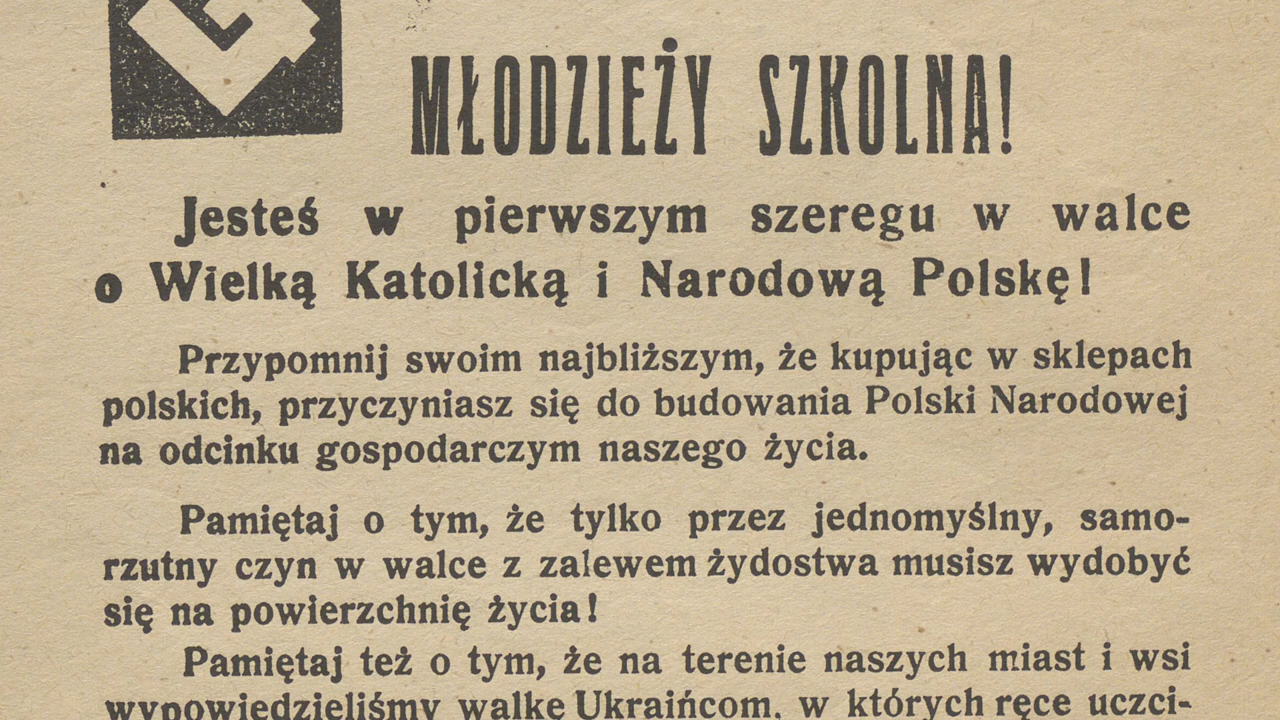 MŁODZIEŻY SZKOLNA!
Jesteś w pierwszym szeregu w walce
o Wielką Katolicką i Narodową Polskę!
Przypomnij swoim najbliższym, że kupując w sklepach
polskich, przyczyniasz się do budowania Polski Narodowej
na odcinku gospodarczym naszego życia.
Pamiętaj o tym, że tylko przez jednomyślny, samo-
rzutny czyn w walce z zalewem żydostwa musisz wydobyć
się na powierzchnię życia!
Pamiętaj też o tym, że na terenie naszych miast i wsi
wypowiedzieliśmy walkę Ukraińcom, w których ręce uczci-